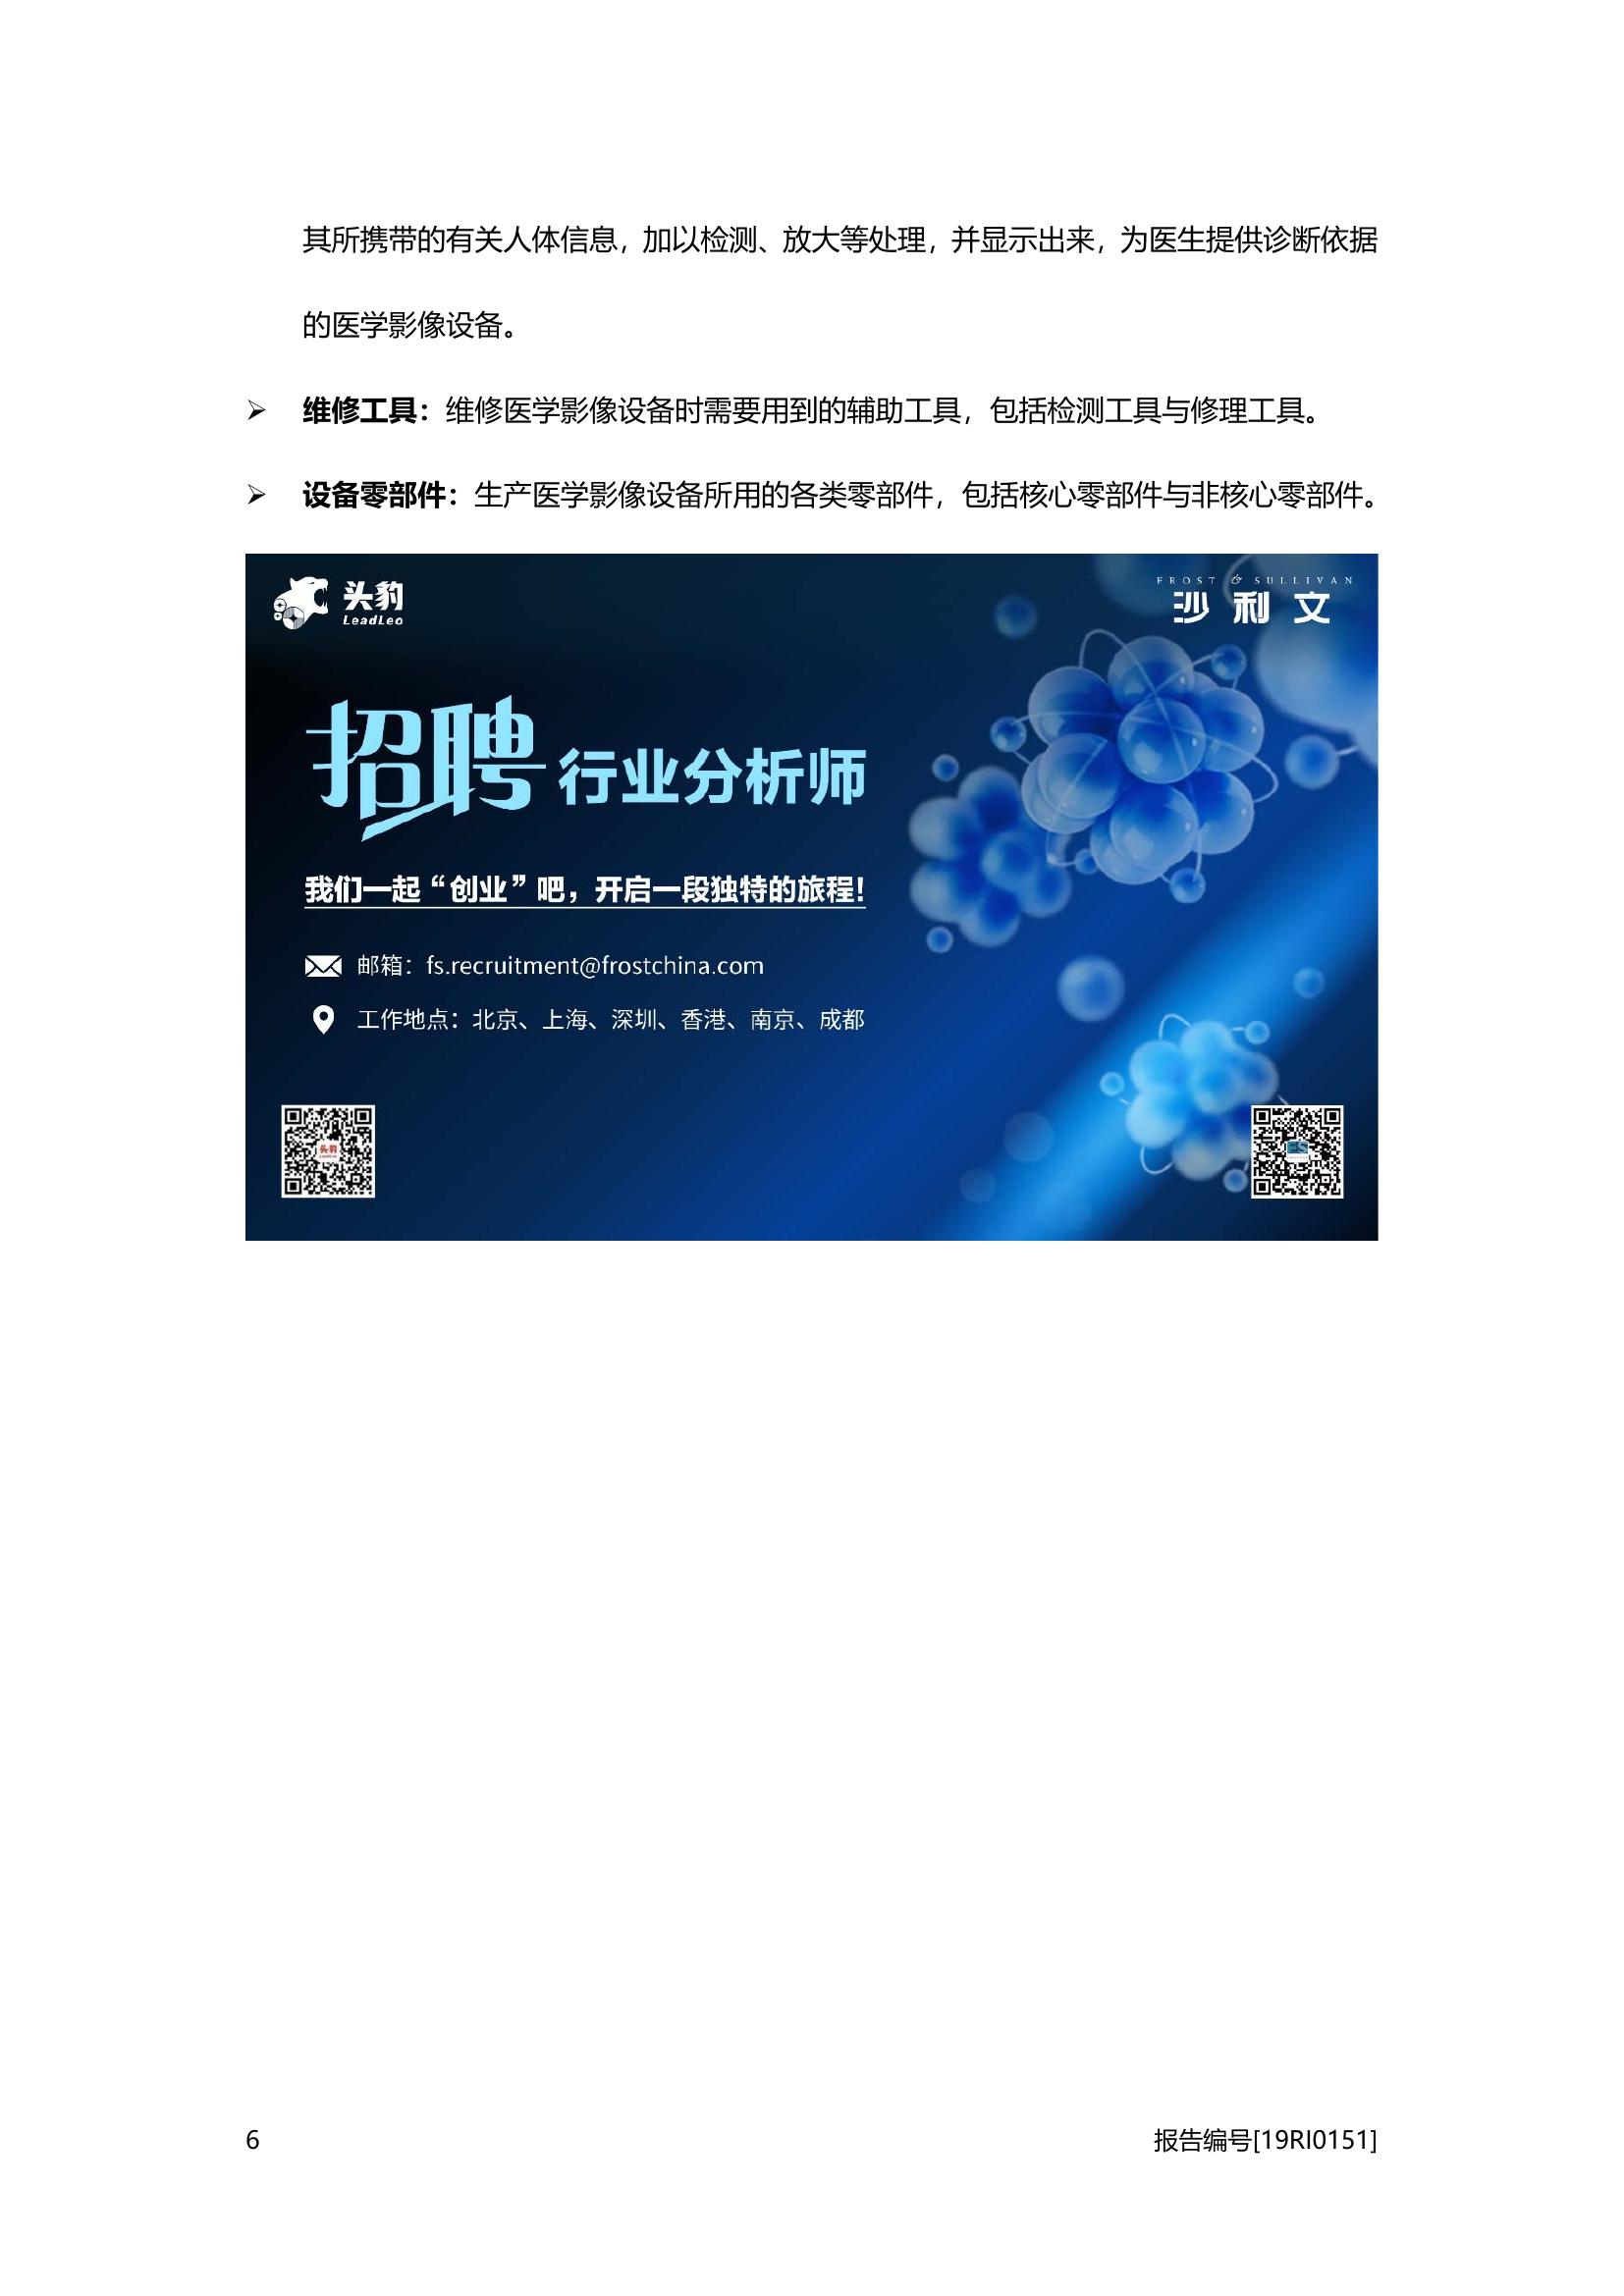 其所携带的有关人体信息，加以检测、放大等处理，并显示出来，为医生提供诊断依据
的医学影像设备。
维修工具：维修医学影像设备时需要用到的辅助工具，包括检测工具与修理工具。
设备零部件：生产医学影像设备所用的各类零部件，包括核心零部件与非核心零部件。
头豹
LeadLeo
FROST & SULLIVAN
沙利文
招聘行业分析师
我们一起“创业”吧，开启一段独特的旅程!
邮箱：fs.recruitment@frostchina.com
工作地点：北京、上海、深圳、香港、南京、成都
头豹
6
报告编号[19RI0151]